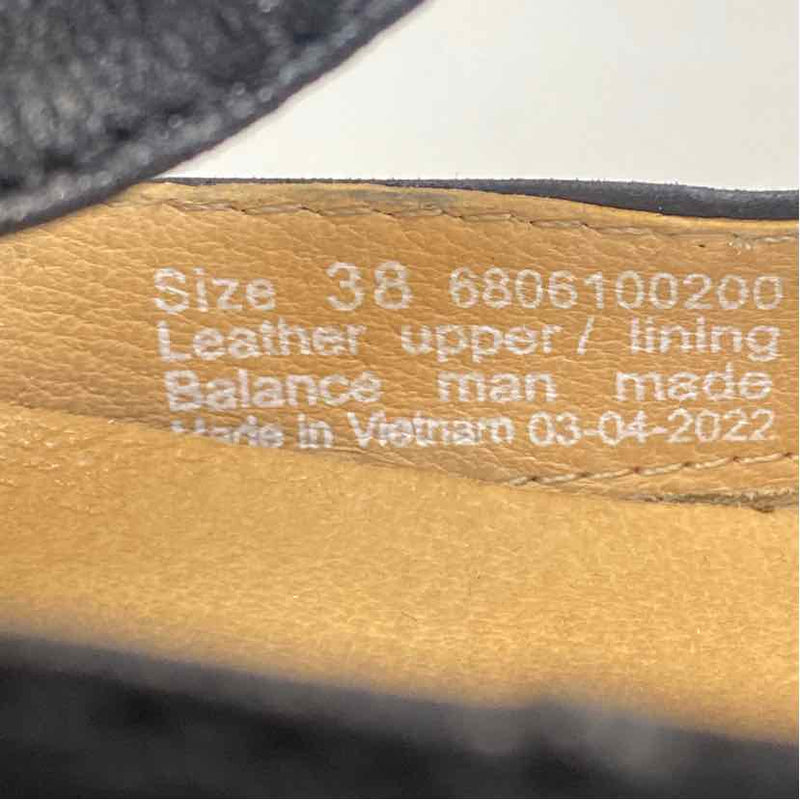 Size 38 6806100200
Leather upper / lining
Balance man made
Made in Vietnam 03-04-2022